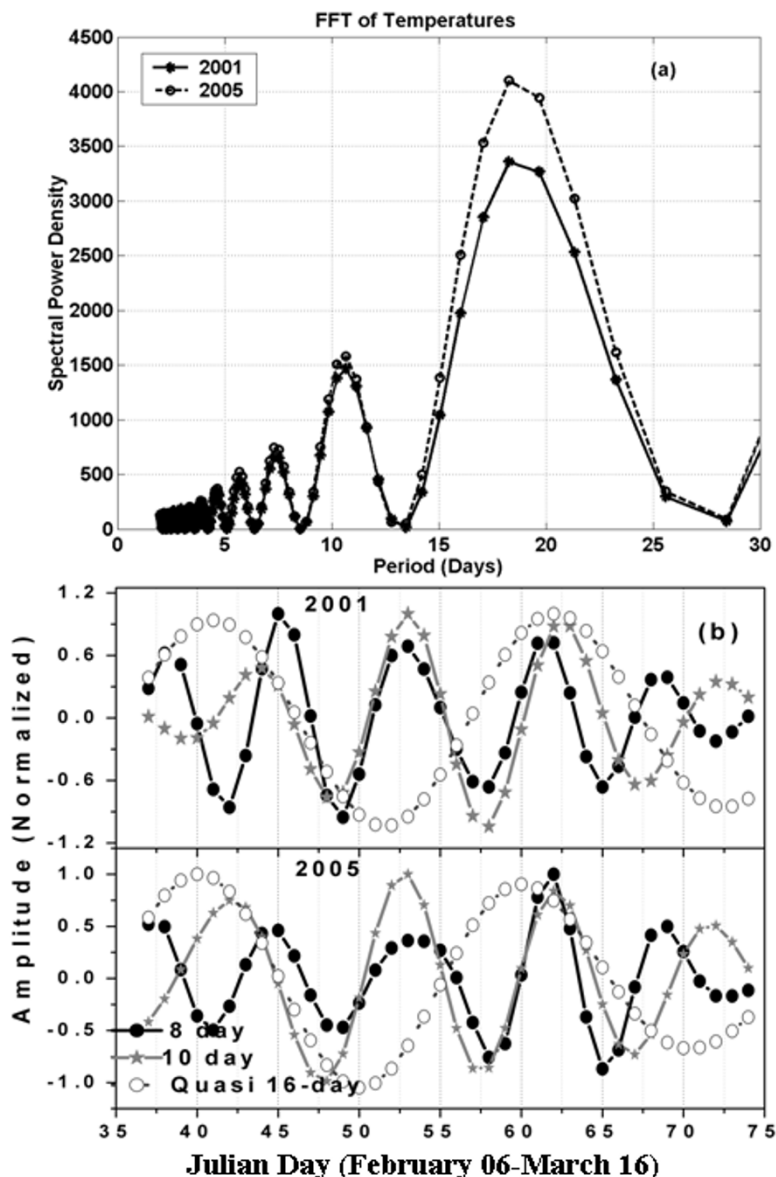 FFT of Temperatures
5000
4500
4000
3500
3000
2500
2000
1500
1000
500
0
Spectral Power Density
2001
2005
(a)
0 5 10 15 20 25 30
Period (Days)
1.2
0.6
0.0
-0.6
-1.2
2001
(b)
1.0
0.5
0.0
-0.5
-1.0
2005
8 day
10 day
Quasi 16-day
Amplitude (Normalized)
35 40 45 50 55 60 65 70 75
Julian Day (February 06-March 16)